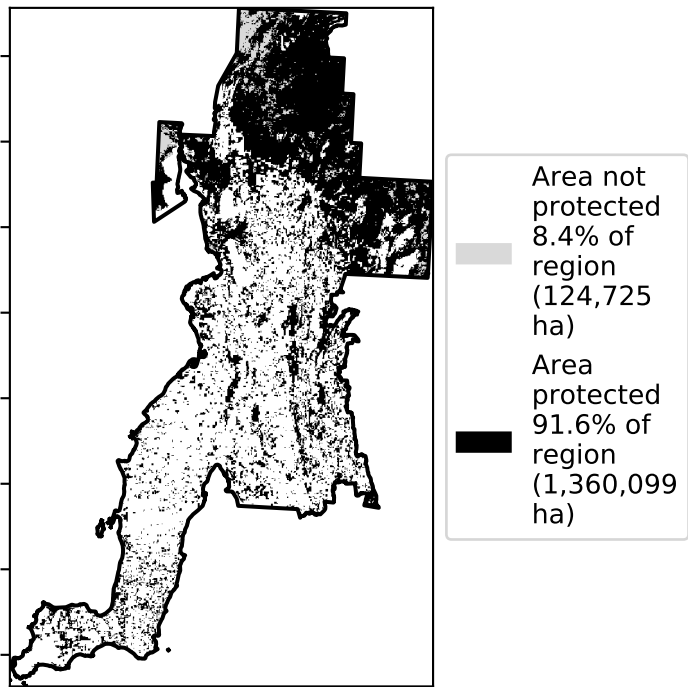 Area not
protected
8.4% of
region
(124,725
ha)
Area
protected
91.6% of
region
(1,360,099
ha)